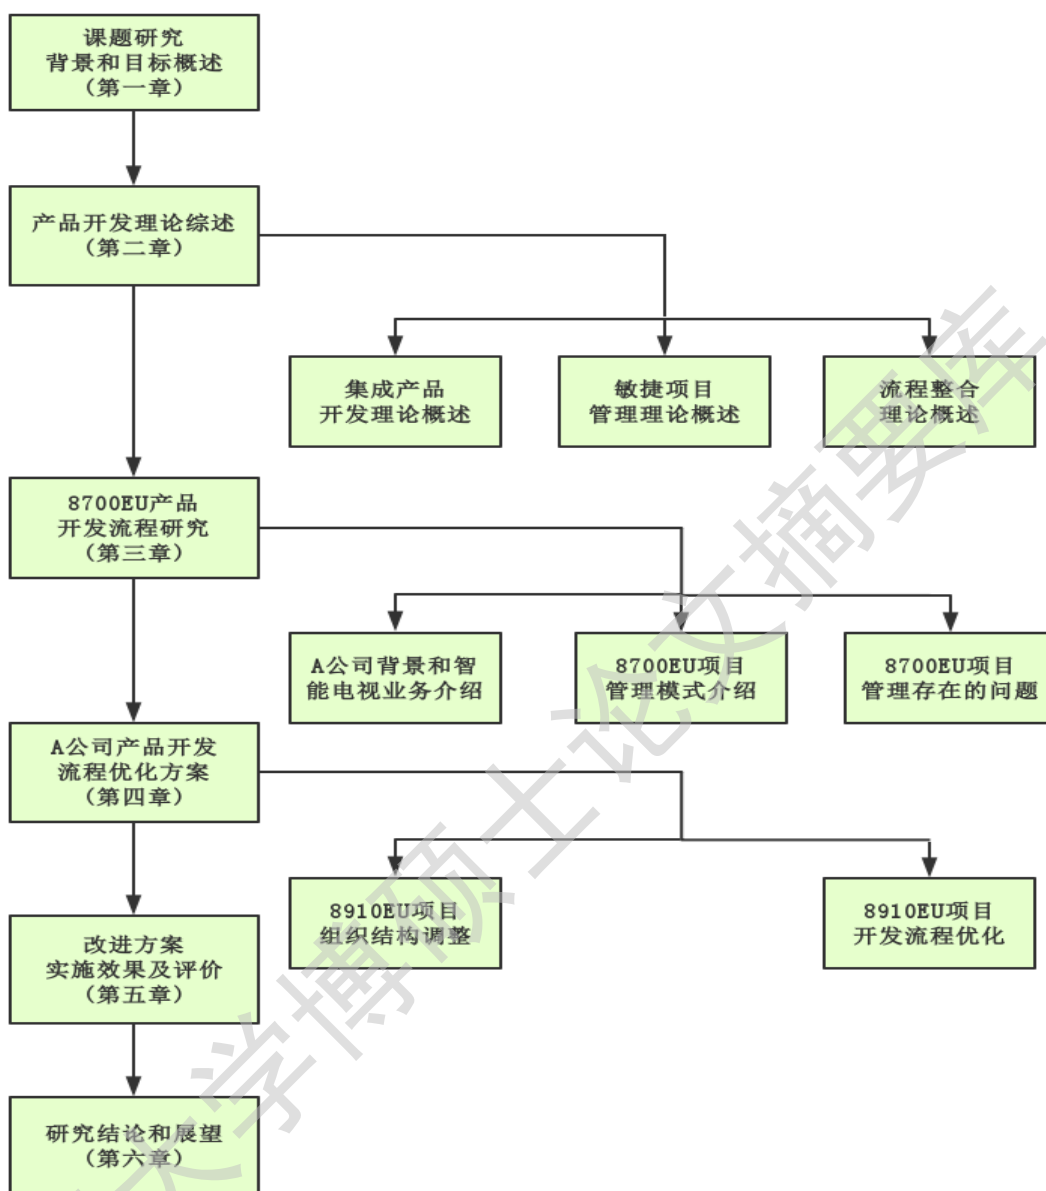 课题研究
背景和目标概述
(第一章)
产品开发理论综述
(第二章)
集成产品
开发理论概述
敏捷项目
管理理论概述
流程整合
理论概述
8700EU产品
开发流程研究
(第三章)
A公司背景和智
能电视业务介绍
8700EU项目
管理模式介绍
8700EU项目
管理存在的问题
A公司产品开发
流程优化方案
(第四章)
8910EU项目
组织结构调整
8910EU项目
开发流程优化
改进方案
实施效果及评价
(第五章)
研究结论和展望
(第六章)
大学博硕士论文摘要库